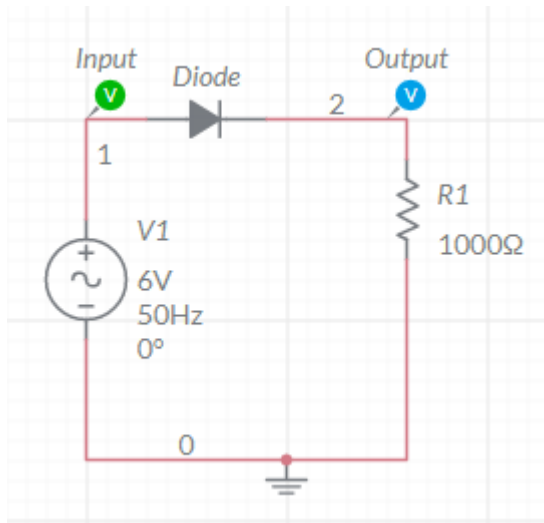 Input
Diode
Output
V
V
2
1
R1
1000Ω
V1
6V
50Hz
0°
0